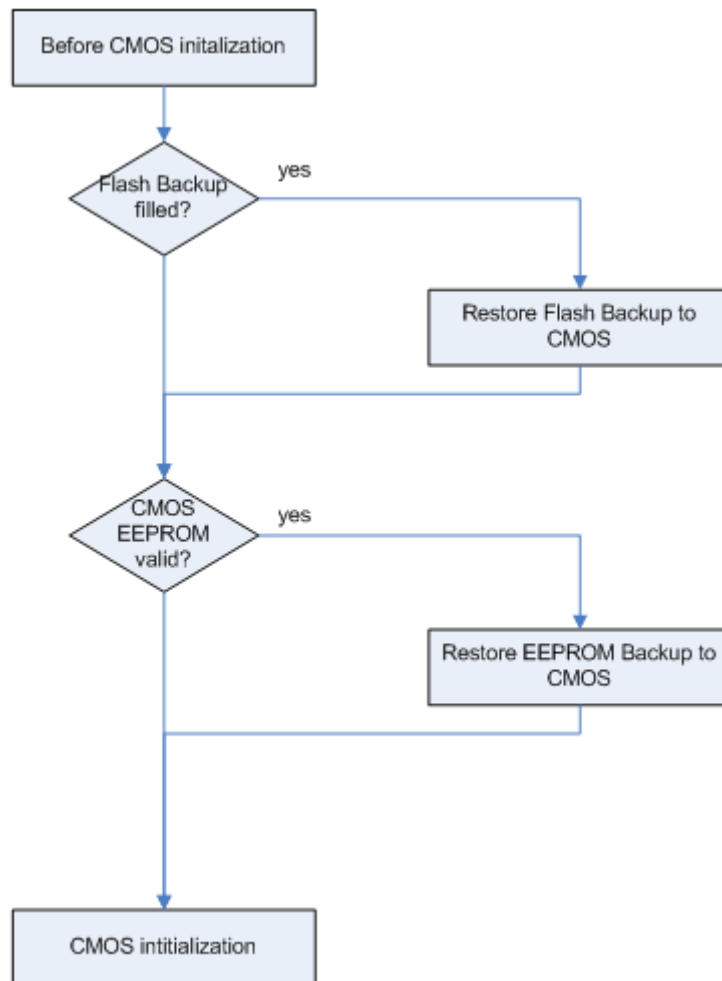 Before CMOS initalization
Flash Backup
filled?
yes
Restore Flash Backup to
CMOS
CMOS
EEPROM
valid?
yes
Restore EEPROM Backup to
CMOS
CMOS intitialization